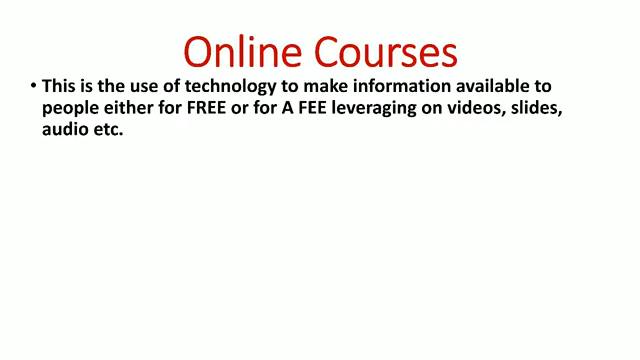 Online Courses
• This is the use of technology to make information available to
people either for FREE or for A FEE leveraging on videos, slides,
audio etc.